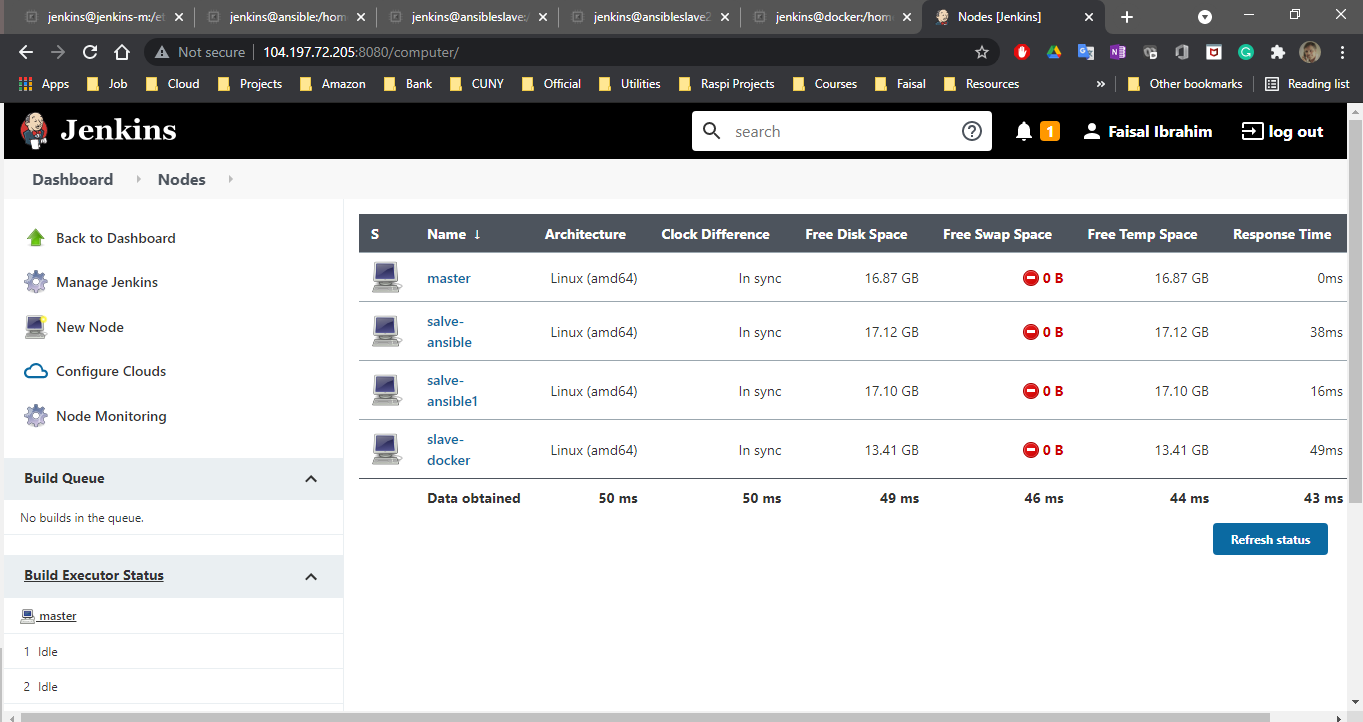 jenkins@jenkins-m:/et
jenkins@ansible:/hom
jenkins@ansibleslave:/
jenkins@ansibleslave2
jenkins@docker:/hom
Nodes [Jenkins]
Not secure
104.197.72.205:8080/computer/
Apps
Job
Cloud
Projects
Amazon
Bank
CUNY
Official
Utilities
Raspi Projects
Courses
Faisal
Resources
»
Other bookmarks
Reading list
Jenkins
search
1
Faisal Ibrahim
log out
Dashboard
Nodes
Back to Dashboard
Manage Jenkins
New Node
Configure Clouds
Node Monitoring
Build Queue
No builds in the queue.
Build Executor Status
master
1 Idle
2 Idle
S Name ↓ Architecture Clock Difference Free Disk Space Free Swap Space Free Temp Space Response Time
master Linux (amd64) In sync 16.87 GB 0 B 16.87 GB 0ms
salve-
ansible Linux (amd64) In sync 17.12 GB 0 B 17.12 GB 38ms
salve-
ansible1 Linux (amd64) In sync 17.10 GB 0 B 17.10 GB 16ms
slave-
docker Linux (amd64) In sync 13.41 GB 0 B 13.41 GB 49ms
Data obtained 50 ms 50 ms 49 ms 46 ms 44 ms 43 ms
Refresh status